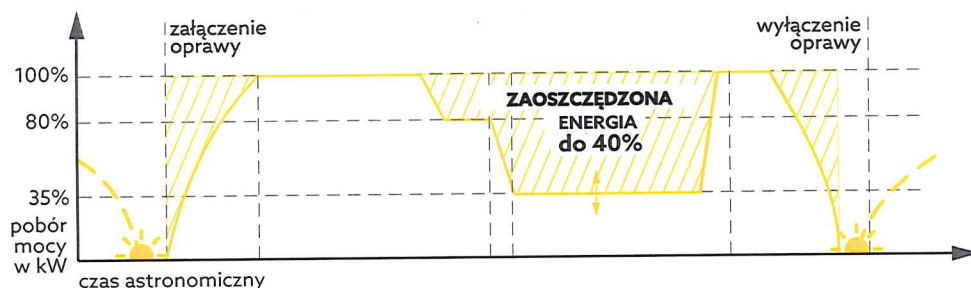 załączenie
oprawy
wyłączenie
oprawy
100%
80%
35%
pobór
mocy
w kW
ZAOSZCZĘDZONA
ENERGIA
do 40%
czas astronomiczny